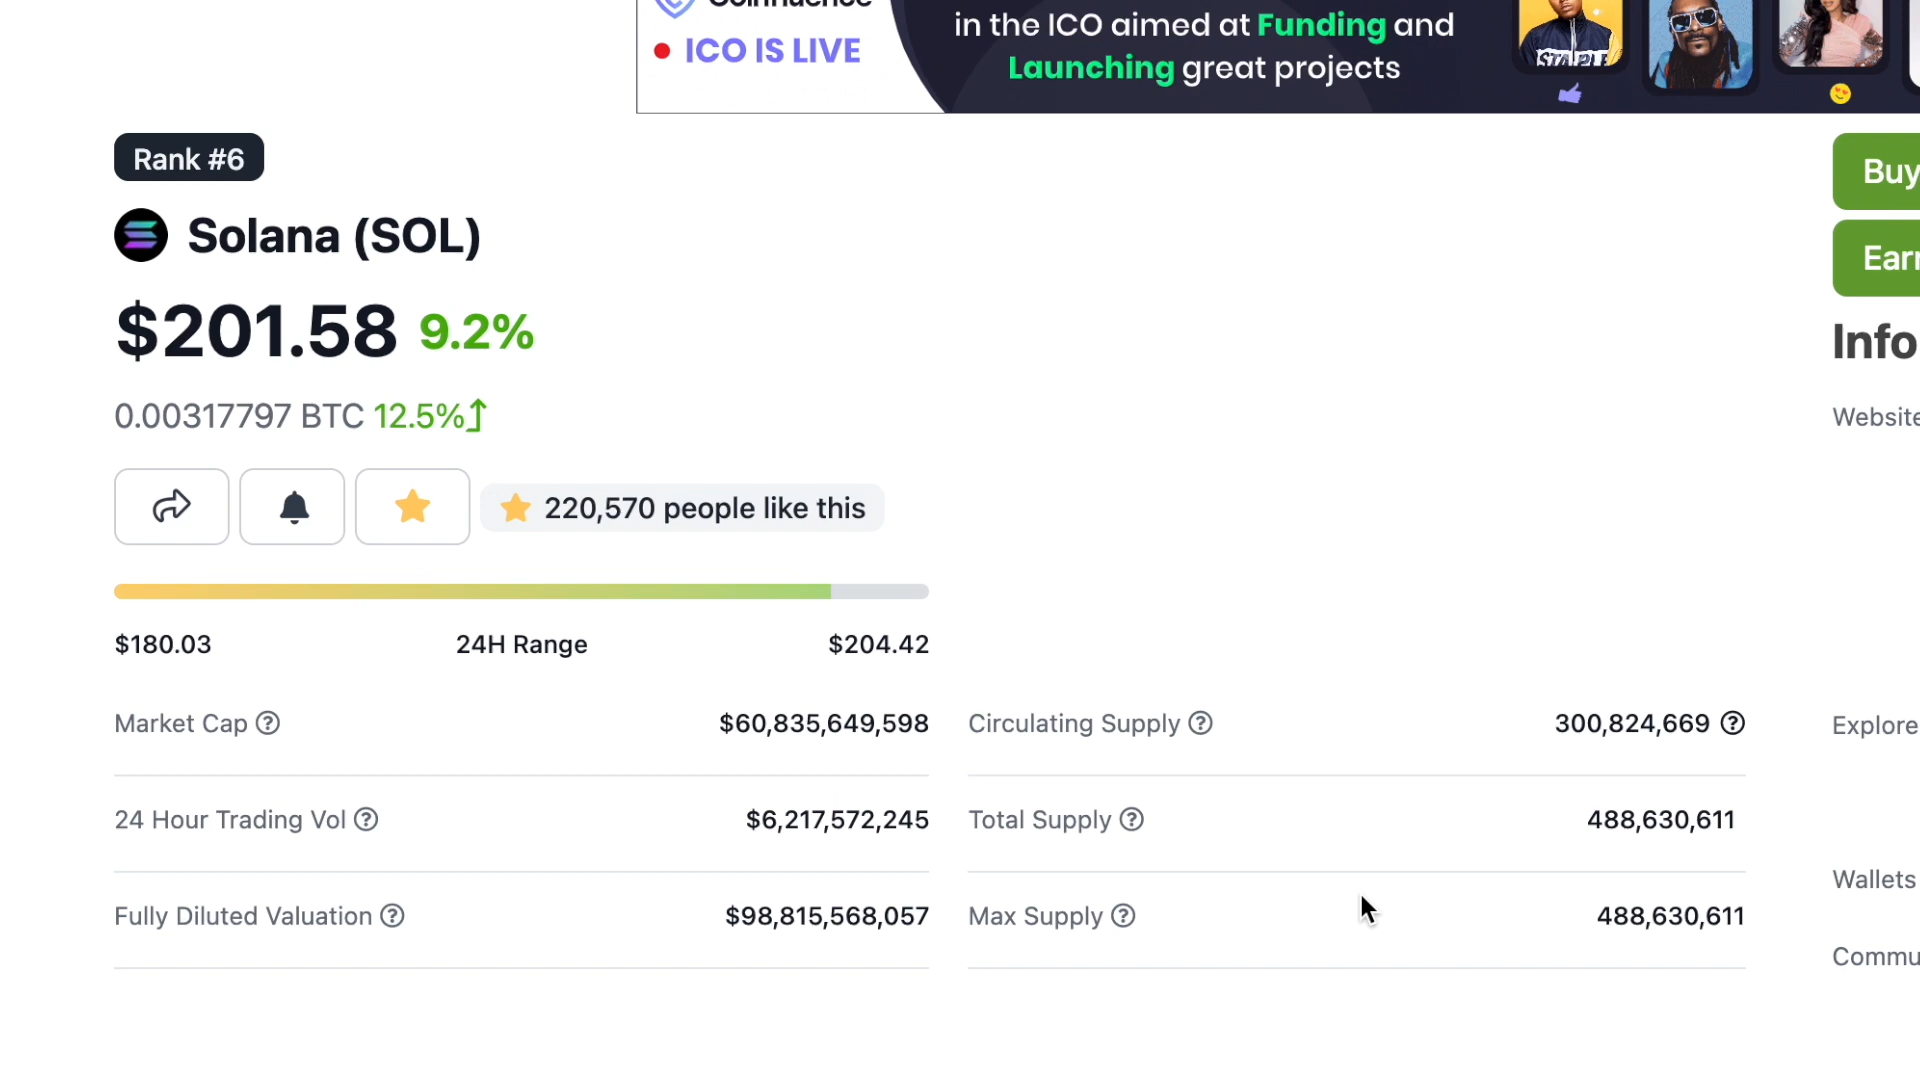 ICO IS LIVE
in the ICO aimed at Funding and
Launching great projects
Rank #6
Solana (SOL)
$201.58 9.2%
0.00317797 BTC 12.5%
220,570 people like this
$180.03 24H Range $204.42
Market Cap $60,835,649,598 Circulating Supply 300,824,669
24 Hour Trading Vol $6,217,572,245 Total Supply 488,630,611
Fully Diluted Valuation $98,815,568,057 Max Supply 488,630,611
Buy
Earn
Info
Website
Explore
Wallets
Commu